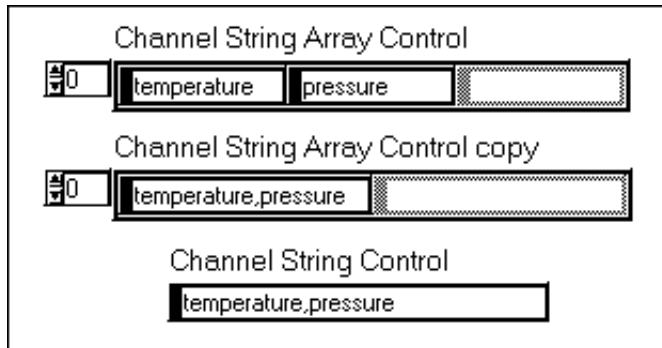 Channel String Array Control
0 temperature pressure
Channel String Array Control copy
0 temperature,pressure
Channel String Control
temperature,pressure